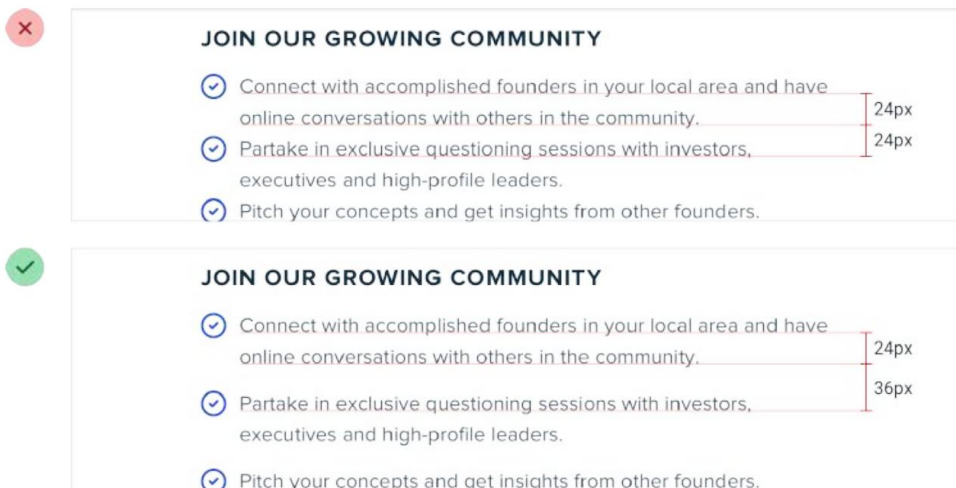 JOIN OUR GROWING COMMUNITY
Connect with accomplished founders in your local area and have
online conversations with others in the community.
24px
24px
Partake in exclusive questioning sessions with investors,
executives and high-profile leaders.
Pitch your concepts and get insights from other founders.
JOIN OUR GROWING COMMUNITY
Connect with accomplished founders in your local area and have
online conversations with others in the community.
24px
36px
Partake in exclusive questioning sessions with investors,
executives and high-profile leaders.
Pitch your concepts and get insights from other founders.